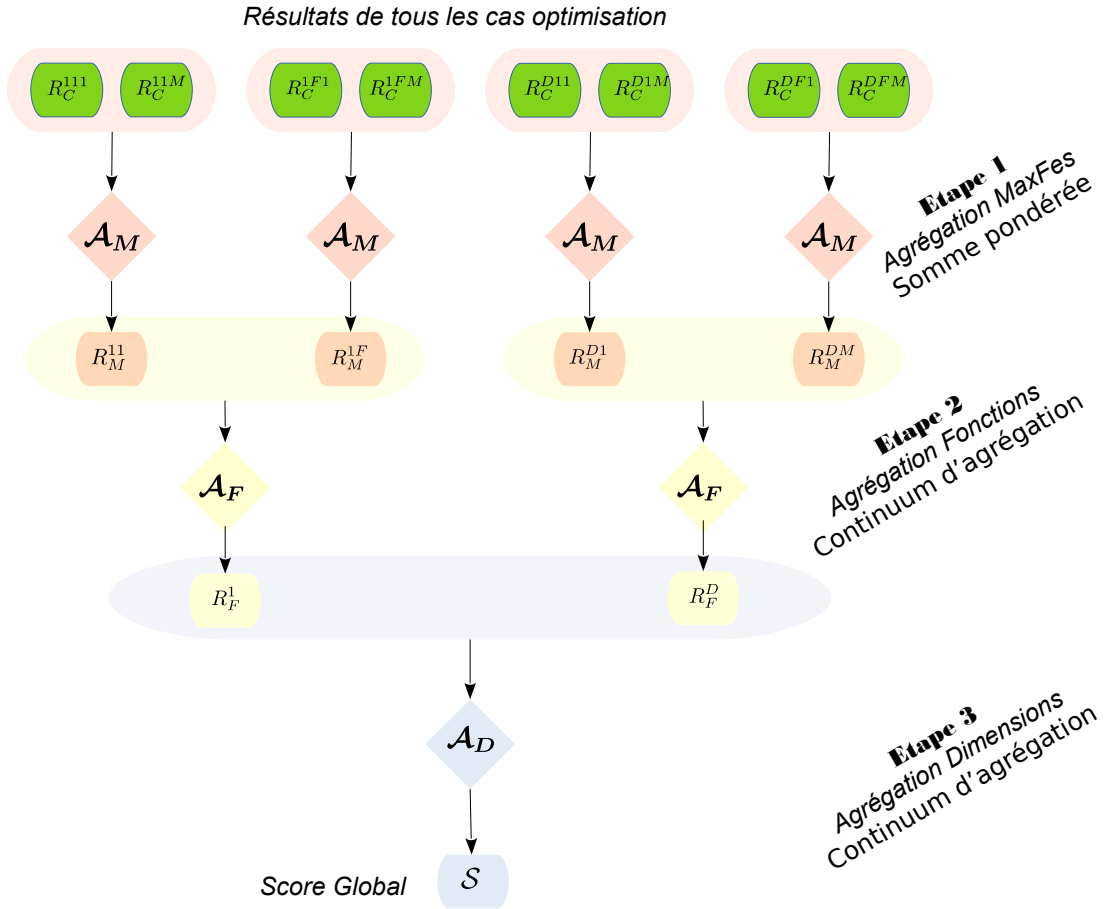 Résultats de tous les cas optimisation
R_C^{111} R_C^{11M} R_C^{1F1} R_C^{1FM} R_C^{D11} R_C^{D1M} R_C^{DF1} R_C^{DFM}
Etape 1
Agrégation MaxFes
Somme pondérée
A_M A_M A_M A_M
R_M^{11} R_M^{1F} R_M^{D1} R_M^{DM}
Etape 2
Agrégation Fonctions
Continuum d'agrégation
A_F A_F
R_F^1 R_F^D
Etape 3
Agrégation Dimensions
Continuum d'agrégation
A_D
Score Global S